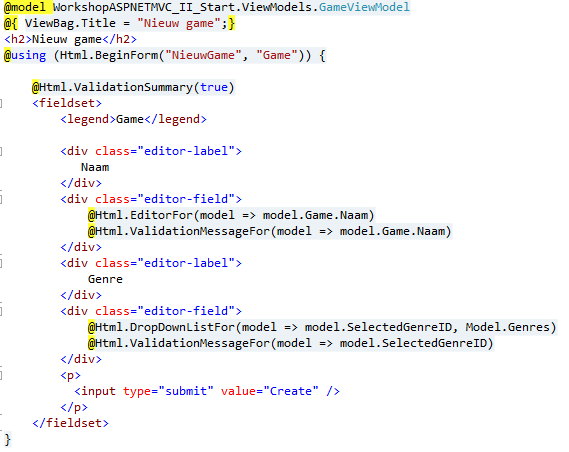 @model WorkshopASPNETMVC_II_Start.ViewModels.GameViewModel
@{ ViewBag.Title = "Nieuw game";}
<h2>Nieuw game</h2>
@using (Html.BeginForm("NieuwGame", "Game")) {
@Html.ValidationSummary(true)
<fieldset>
<legend>Game</legend>
<div class="editor-label">
Naam
</div>
<div class="editor-field">
@Html.EditorFor(model => model.Game.Naam)
@Html.ValidationMessageFor(model => model.Game.Naam)
</div>
<div class="editor-label">
Genre
</div>
<div class="editor-field">
@Html.DropDownListFor(model => model.SelectedGenreID, Model.Genres)
@Html.ValidationMessageFor(model => model.SelectedGenreID)
</div>
<p>
<input type="submit" value="Create" />
</p>
</fieldset>
}